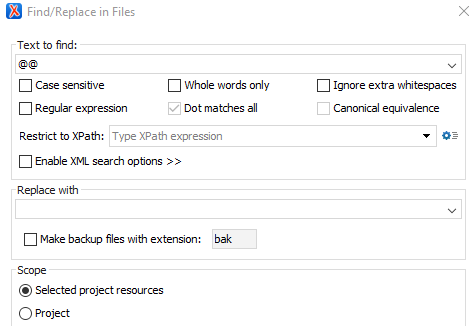 Find/Replace in Files
Text to find:
@@
Case sensitive Whole words only Ignore extra whitespaces
Regular expression Dot matches all Canonical equivalence
Restrict to XPath: Type XPath expression
Enable XML search options >>
Replace with
Make backup files with extension: bak
Scope
Selected project resources
Project